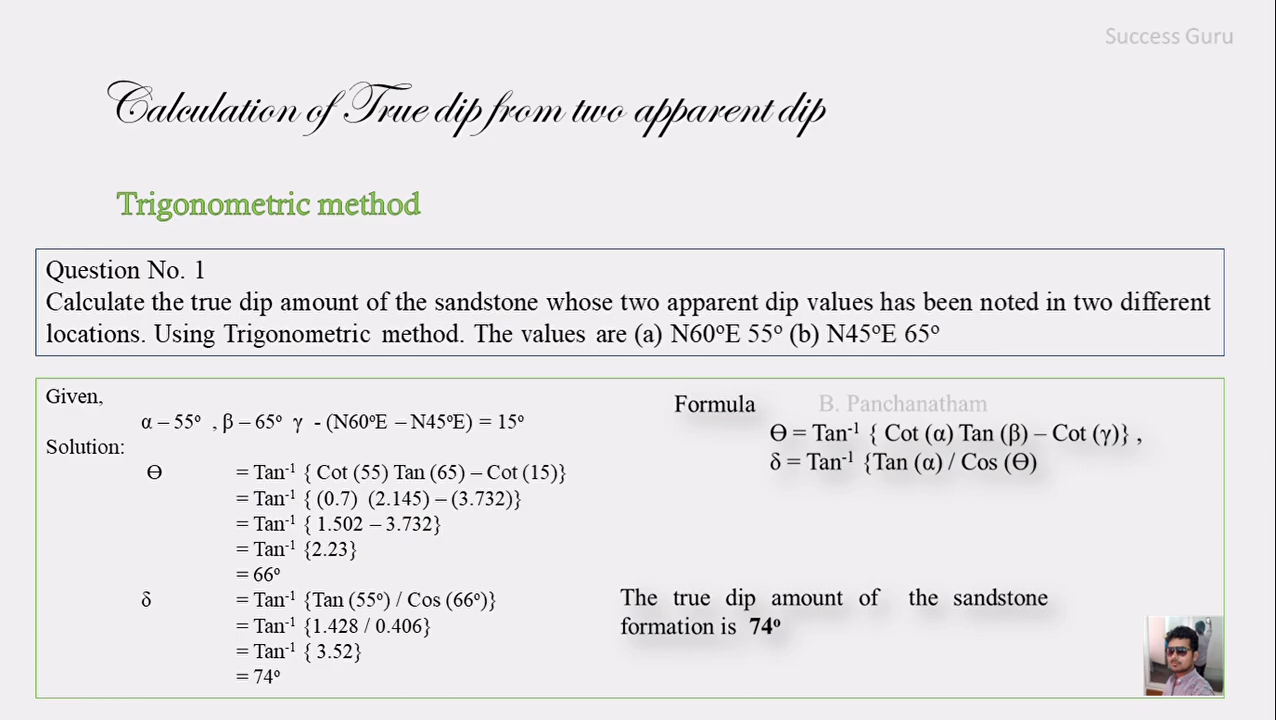 Success Guru
Calculation of True dip from two apparent dip
Trigonometric method
Question No. 1
Calculate the true dip amount of the sandstone whose two apparent dip values has been noted in two different
locations. Using Trigonometric method. The values are (a) N60ᵒE 55ᵒ (b) N45ᵒE 65ᵒ
Given,
α – 55ᵒ , β – 65ᵒ γ - (N60ᵒE – N45ᵒE) = 15ᵒ
Solution:
ϴ = Tan⁻¹ { Cot (55) Tan (65) – Cot (15)}
= Tan⁻¹ { (0.7) (2.145) – (3.732)}
= Tan⁻¹ { 1.502 – 3.732}
= Tan⁻¹ {2.23}
= 66ᵒ
δ = Tan⁻¹ {Tan (55ᵒ) / Cos (66ᵒ)}
= Tan⁻¹ {1.428 / 0.406}
= Tan⁻¹ { 3.52}
= 74ᵒ
Formula
B. Panchanatham
ϴ = Tan⁻¹ { Cot (α) Tan (β) – Cot (γ)} ,
δ = Tan⁻¹ {Tan (α) / Cos (ϴ)
The true dip amount of the sandstone
formation is 74ᵒ